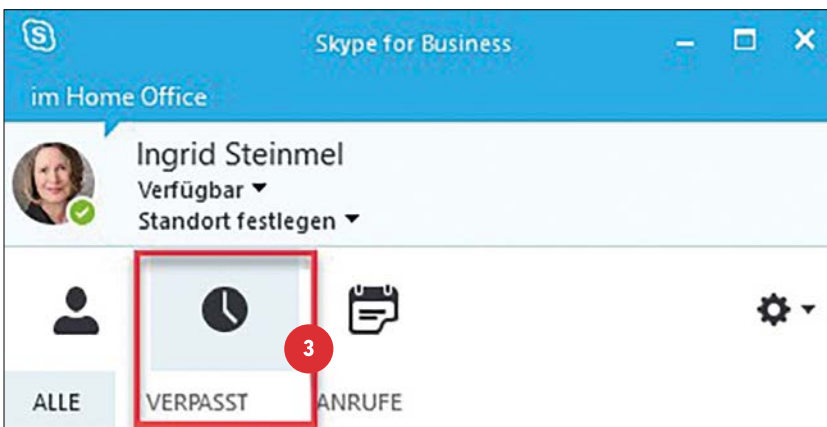 Skype for Business
im Home Office
Ingrid Steinmel
Verfügbar
Standort festlegen
3
ALLE VERPASST ANRUFE